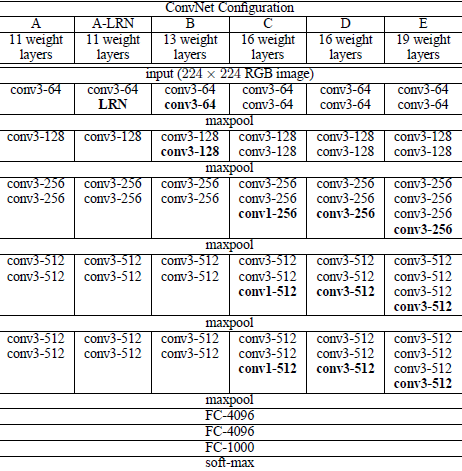 ConvNet Configuration
A A-LRN B C D E
11 weight 11 weight 13 weight 16 weight 16 weight 19 weight
layers layers layers layers layers layers
input (224 × 224 RGB image)
conv3-64 conv3-64 conv3-64 conv3-64 conv3-64 conv3-64
LRN conv3-64 conv3-64 conv3-64 conv3-64
maxpool
conv3-128 conv3-128 conv3-128 conv3-128 conv3-128 conv3-128
conv3-128 conv3-128 conv3-128 conv3-128
maxpool
conv3-256 conv3-256 conv3-256 conv3-256 conv3-256 conv3-256
conv3-256 conv3-256 conv3-256 conv3-256 conv3-256 conv3-256
conv1-256 conv3-256 conv3-256
conv3-256
maxpool
conv3-512 conv3-512 conv3-512 conv3-512 conv3-512 conv3-512
conv3-512 conv3-512 conv3-512 conv3-512 conv3-512 conv3-512
conv1-512 conv3-512 conv3-512
conv3-512
maxpool
conv3-512 conv3-512 conv3-512 conv3-512 conv3-512 conv3-512
conv3-512 conv3-512 conv3-512 conv3-512 conv3-512 conv3-512
conv1-512 conv3-512 conv3-512
conv3-512
maxpool
FC-4096
FC-4096
FC-1000
soft-max